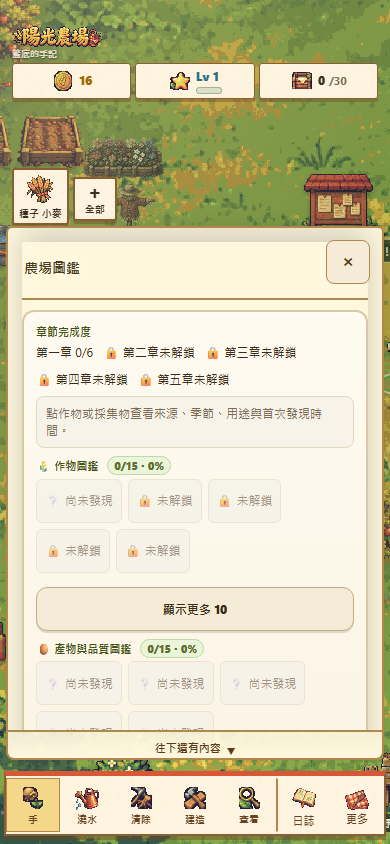 陽光農場
藍底的手記
16
Lv 1
0 /30
種子 小麥
+
全部
農場圖鑑
×
章節完成度
第一章 0/6 🔒 第二章未解鎖 🔒 第三章未解鎖
🔒 第四章未解鎖 🔒 第五章未解鎖
點作物或採集物查看來源、季節、用途與首次發現時
間。
作物圖鑑 0/15 · 0%
? 尚未發現 🔒 未解鎖 🔒 未解鎖
🔒 未解鎖 🔒 未解鎖
顯示更多 10
產物與品質圖鑑 0/15 · 0%
? 尚未發現 ? 尚未發現 ? 尚未發現
往下還有內容 ▼
手 澆水 清除 建造 查看 日誌 更多